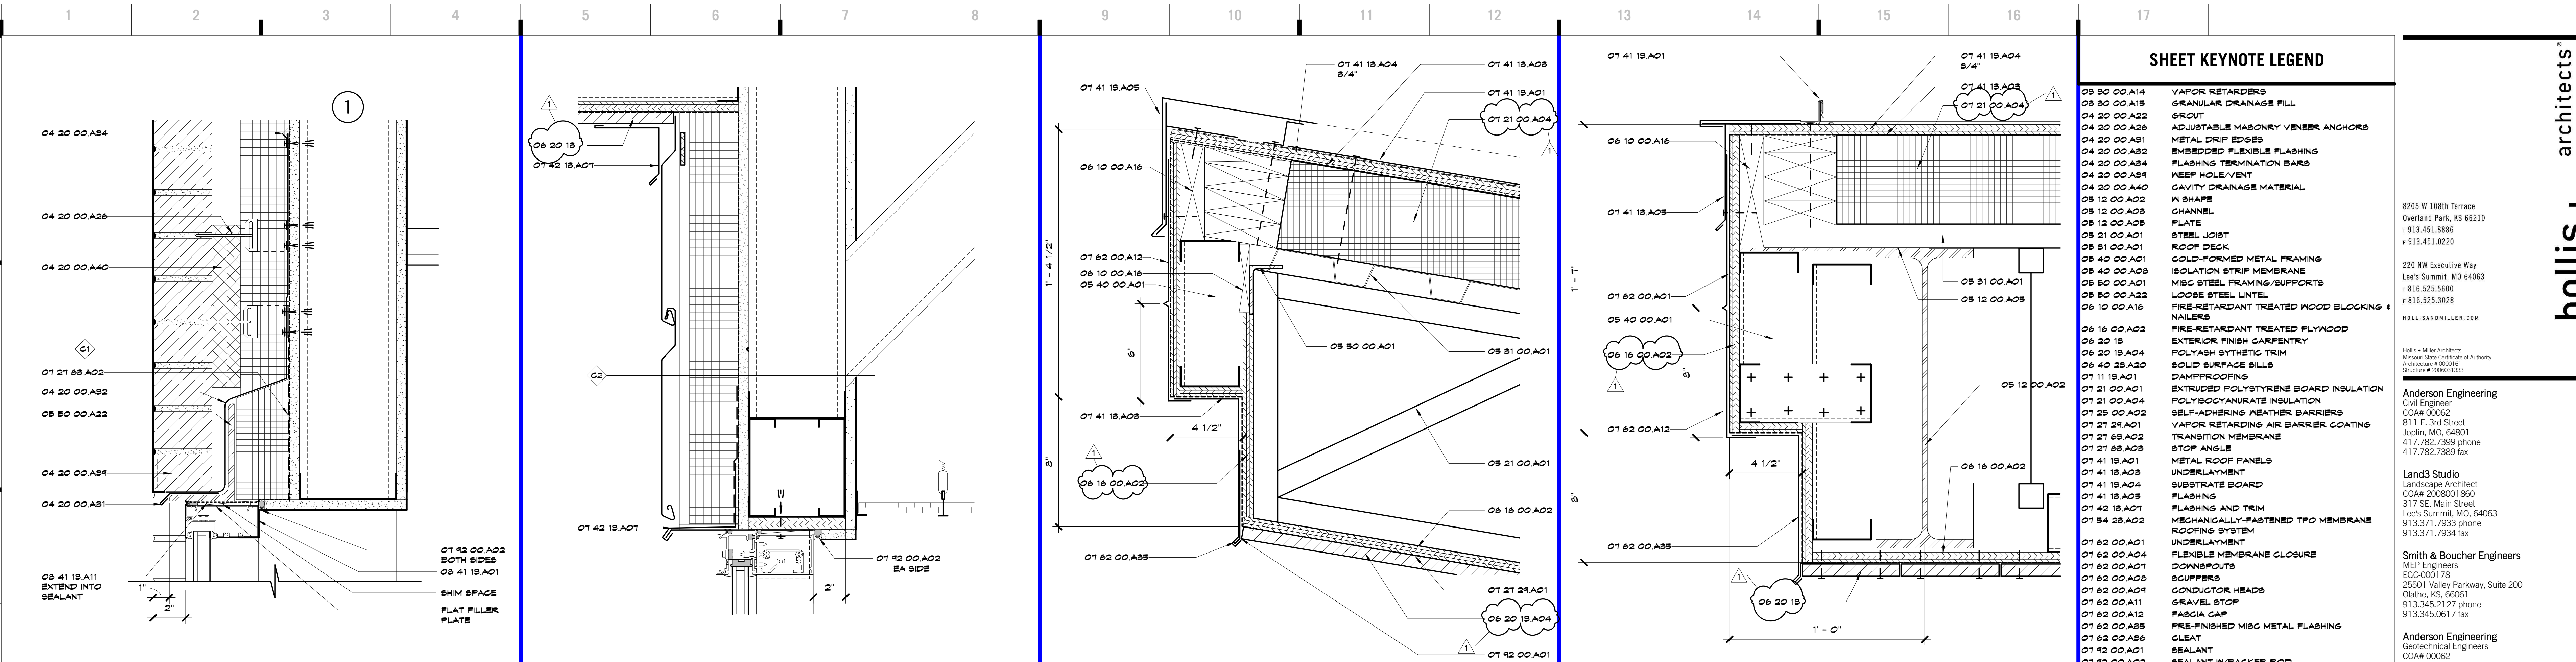 1
2
3
4
5
6
7
8
9
10
11
12
13
14
15
16
17
1
04 20 00.A34
04 20 00.A26
04 20 00.A40
C1
07 27 63.A02
04 20 00.A32
05 50 00.A22
04 20 00.A39
04 20 00.A31
08 41 13.A11
EXTEND INTO
SEALANT
1"
2"
07 92 00.A02
BOTH SIDES
08 41 13.A01
SHIM SPACE
FLAT FILLER
PLATE
1
06 20 13
07 42 13.A07
C2
07 42 13.A07
07 92 00.A02
EA SIDE
2"
07 41 13.A04
3/4"
07 41 13.A03
07 41 13.A05
07 41 13.A01
07 21 00.A04
1
06 10 00.A16
1' - 4 1/2"
07 62 00.A12
06 10 00.A16
05 40 00.A01
6"
05 50 00.A01
05 31 00.A01
07 41 13.A03
4 1/2"
8"
1
06 16 00.A02
05 21 00.A01
06 16 00.A02
07 62 00.A35
07 27 29.A01
06 20 13.A04
1
07 92 00.A01
07 41 13.A01
07 41 13.A04
3/4"
07 41 13.A03
07 21 00.A04
1
06 10 00.A16
07 41 13.A05
1' - 7"
07 62 00.A01
05 40 00.A01
06 16 00.A02
1
8"
05 31 00.A01
05 12 00.A05
05 12 00.A02
07 62 00.A12
4 1/2"
06 16 00.A02
8"
07 62 00.A35
1
06 20 13
1' - 0"
SHEET KEYNOTE LEGEND
03 30 00.A14 VAPOR RETARDERS
03 30 00.A15 GRANULAR DRAINAGE FILL
04 20 00.A22 GROUT
04 20 00.A26 ADJUSTABLE MASONRY VENEER ANCHORS
04 20 00.A31 METAL DRIP EDGES
04 20 00.A32 EMBEDDED FLEXIBLE FLASHING
04 20 00.A34 FLASHING TERMINATION BARS
04 20 00.A39 WEEP HOLE/VENT
04 20 00.A40 CAVITY DRAINAGE MATERIAL
05 12 00.A02 W SHAPE
05 12 00.A03 CHANNEL
05 12 00.A05 PLATE
05 21 00.A01 STEEL JOIST
05 31 00.A01 ROOF DECK
05 40 00.A01 COLD-FORMED METAL FRAMING
05 40 00.A08 ISOLATION STRIP MEMBRANE
05 50 00.A01 MISC STEEL FRAMING/SUPPORTS
05 50 00.A22 LOOSE STEEL LINTEL
06 10 00.A16 FIRE-RETARDANT TREATED WOOD BLOCKING &
NAILERS
06 16 00.A02 FIRE-RETARDANT TREATED PLYWOOD
06 20 13 EXTERIOR FINISH CARPENTRY
06 20 13.A04 POLYASH SYTHETIC TRIM
06 40 23.A20 SOLID SURFACE SILLS
07 11 13.A01 DAMPPROOFING
07 21 00.A01 EXTRUDED POLYSTYRENE BOARD INSULATION
07 21 00.A04 POLYISOCYANURATE INSULATION
07 25 00.A02 SELF-ADHERING WEATHER BARRIERS
07 27 29.A01 VAPOR RETARDING AIR BARRIER COATING
07 27 63.A02 TRANSITION MEMBRANE
07 27 63.A03 STOP ANGLE
07 41 13.A01 METAL ROOF PANELS
07 41 13.A03 UNDERLAYMENT
07 41 13.A04 SUBSTRATE BOARD
07 41 13.A05 FLASHING
07 42 13.A07 FLASHING AND TRIM
07 54 23.A02 MECHANICALLY-FASTENED TPO MEMBRANE
ROOFING SYSTEM
07 62 00.A01 UNDERLAYMENT
07 62 00.A04 FLEXIBLE MEMBRANE CLOSURE
07 62 00.A07 DOWNSPOUTS
07 62 00.A08 SCUPPERS
07 62 00.A09 CONDUCTOR HEADS
07 62 00.A11 GRAVEL STOP
07 62 00.A12 FASCIA CAP
07 62 00.A35 PRE-FINISHED MISC METAL FLASHING
07 62 00.A36 CLEAT
07 92 00.A01 SEALANT
architects®
8205 W 108th Terrace
Overland Park, KS 66210
T 913.451.8886
F 913.451.0220
220 NW Executive Way
Lee's Summit, MO 64063
T 816.525.5600
F 816.525.3028
HOLLISANDMILLER.COM
Hollis + Miller Architects
Missouri State Certificate of Authority
Architecture # 0000161
Structure # 2006031333
Anderson Engineering
Civil Engineer
COA# 00062
811 E. 3rd Street
Joplin, MO, 64801
417.782.7399 phone
417.782.7389 fax
Land3 Studio
Landscape Architect
COA# 2008001860
317 SE. Main Street
Lee's Summit, MO, 64063
913.371.7933 phone
913.371.7934 fax
Smith & Boucher Engineers
MEP Engineers
EGC-000178
25501 Valley Parkway, Suite 200
Olathe, KS, 66061
913.345.2127 phone
913.345.0617 fax
Anderson Engineering
Geotechnical Engineers
COA# 00062